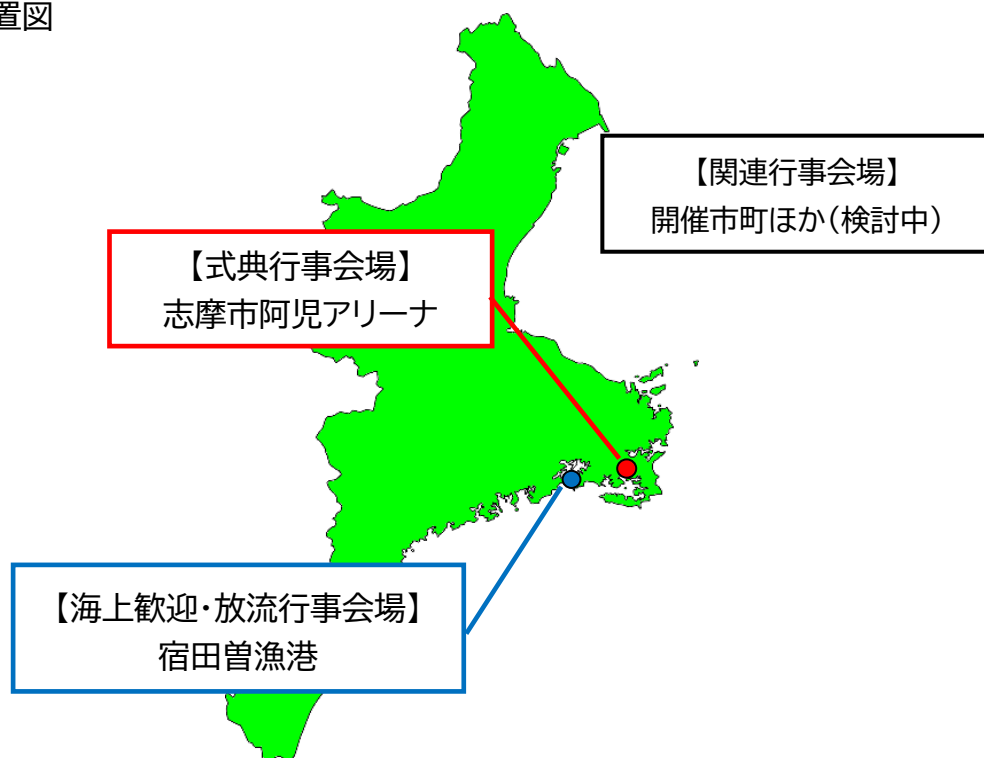 置図
【関連行事会場】
開催市町ほか（検討中）
【式典行事会場】
志摩市阿児アリーナ
【海上歓迎・放流行事会場】
宿田曽漁港